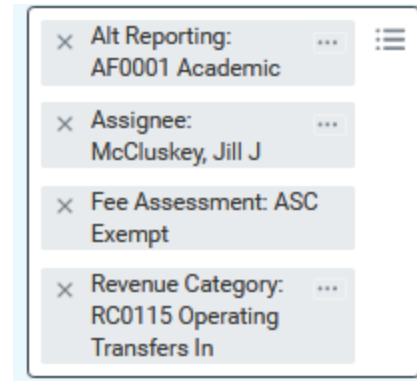 Alt Reporting:
AF0001 Academic
Assignee:
McCluskey, Jill J
Fee Assessment: ASC
Exempt
Revenue Category:
RC0115 Operating
Transfers In